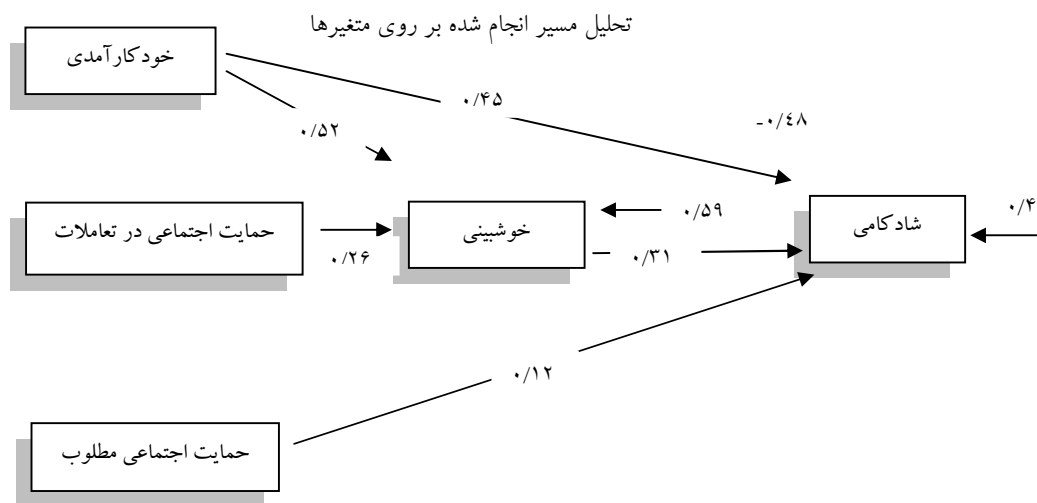 تحلیل مسیر انجام شده بر روی متغیرها
خودکارآمدی
۰/۴۵
-۰/٤٨
۰/۵۲
حمایت اجتماعی در تعاملات
خوشبینی
شادکامی
۰/۵۹
۰/۴
۰/۲۶
۰/۳۱
۰/۱۲
حمایت اجتماعی مطلوب